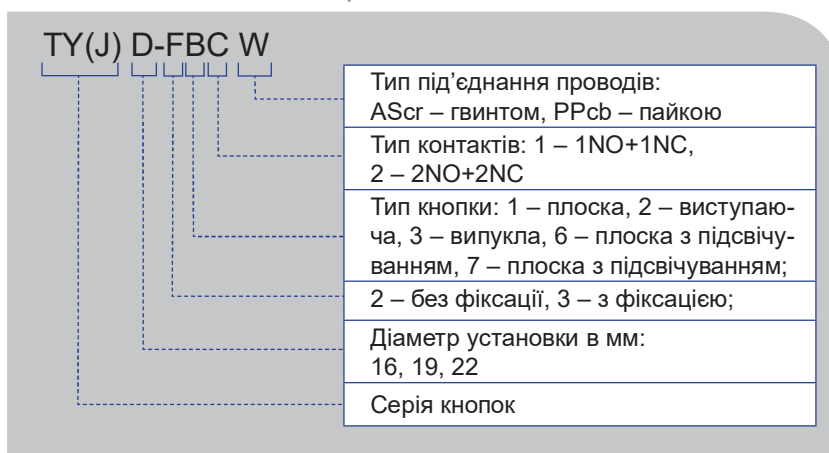 TY(J) D-FBC W
Тип під’єднання проводів:
AScr – гвинтом, PPcb – пайкою
Тип контактів: 1 – 1NO+1NC,
2 – 2NO+2NC
Тип кнопки: 1 – плоска, 2 – виступаю-
ча, 3 – випукла, 6 – плоска з підсвічу-
ванням, 7 – плоска з підсвічуванням;
2 – без фіксації, 3 – з фіксацією;
Діаметр установки в мм:
16, 19, 22
Серія кнопок